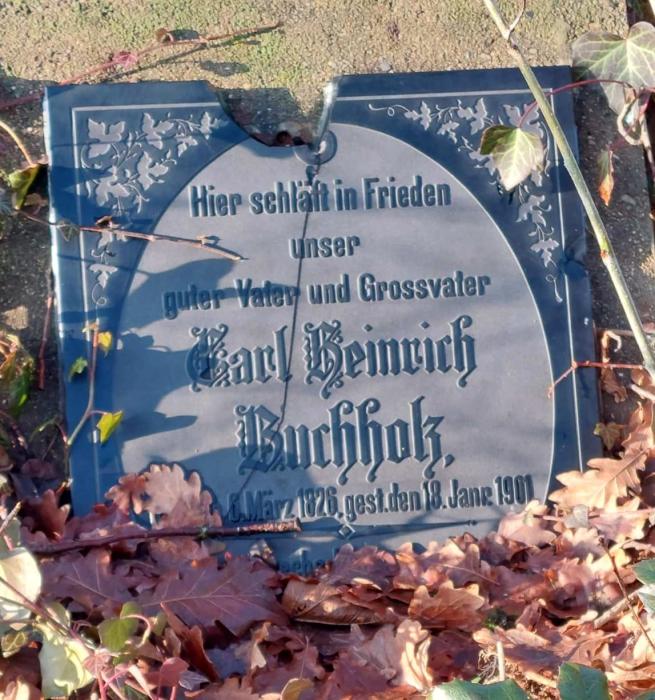 Hier schläft in Frieden
unser
guter Vater und Grossvater
Carl Heinrich
Buchholz,
6. März 1826, gest. den 18. Janr 1901